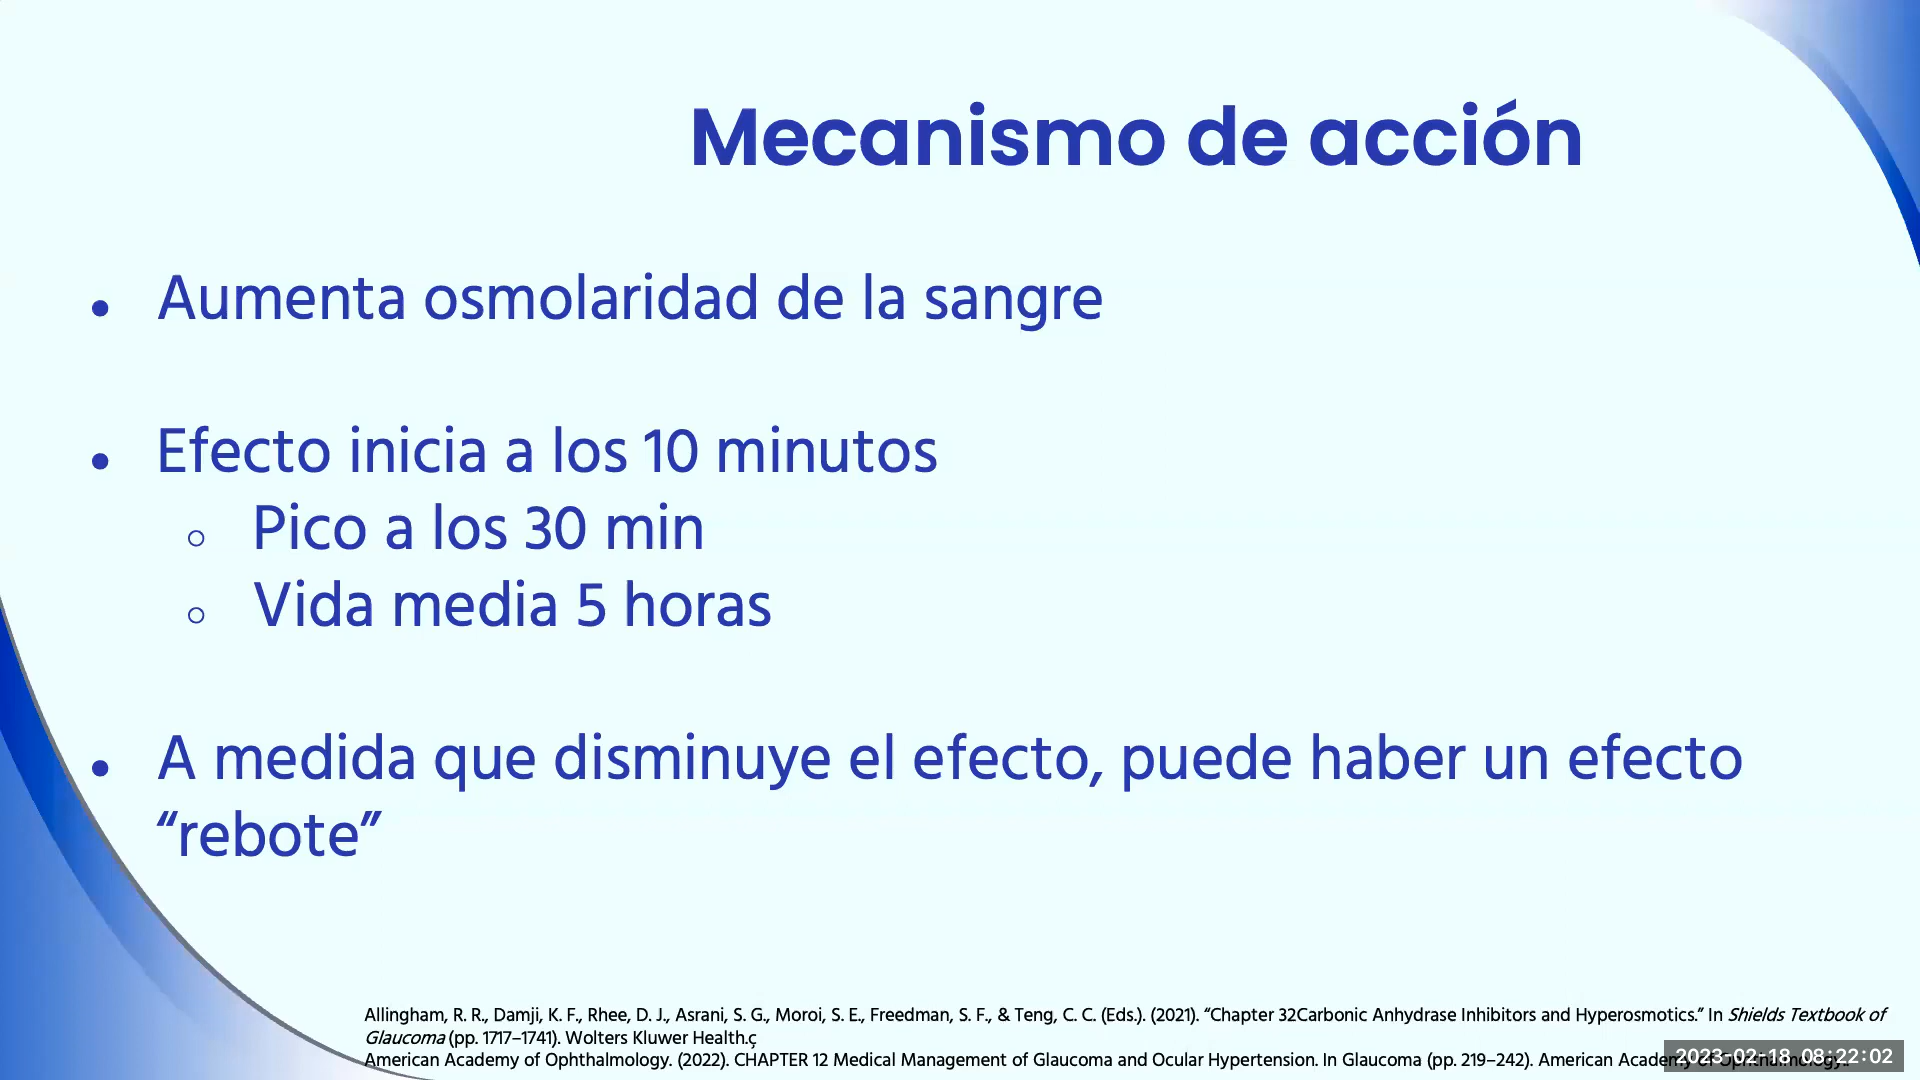 Mecanismo de acción
● Aumenta osmolaridad de la sangre
● Efecto inicia a los 10 minutos
○ Pico a los 30 min
○ Vida media 5 horas
● A medida que disminuye el efecto, puede haber un efecto
“rebote”
Allingham, R. R., Damji, K. F., Rhee, D. J., Asrani, S. G., Moroi, S. E., Freedman, S. F., & Teng, C. C. (Eds.). (2021). “Chapter 32Carbonic Anhydrase Inhibitors and Hyperosmotics.” In Shields Textbook of
Glaucoma (pp. 1717–1741). Wolters Kluwer Health.ç
American Academy of Ophthalmology. (2022). CHAPTER 12 Medical Management of Glaucoma and Ocular Hypertension. In Glaucoma (pp. 219–242). American Academy of Ophthalmology.
2023-02-18 08:22:02